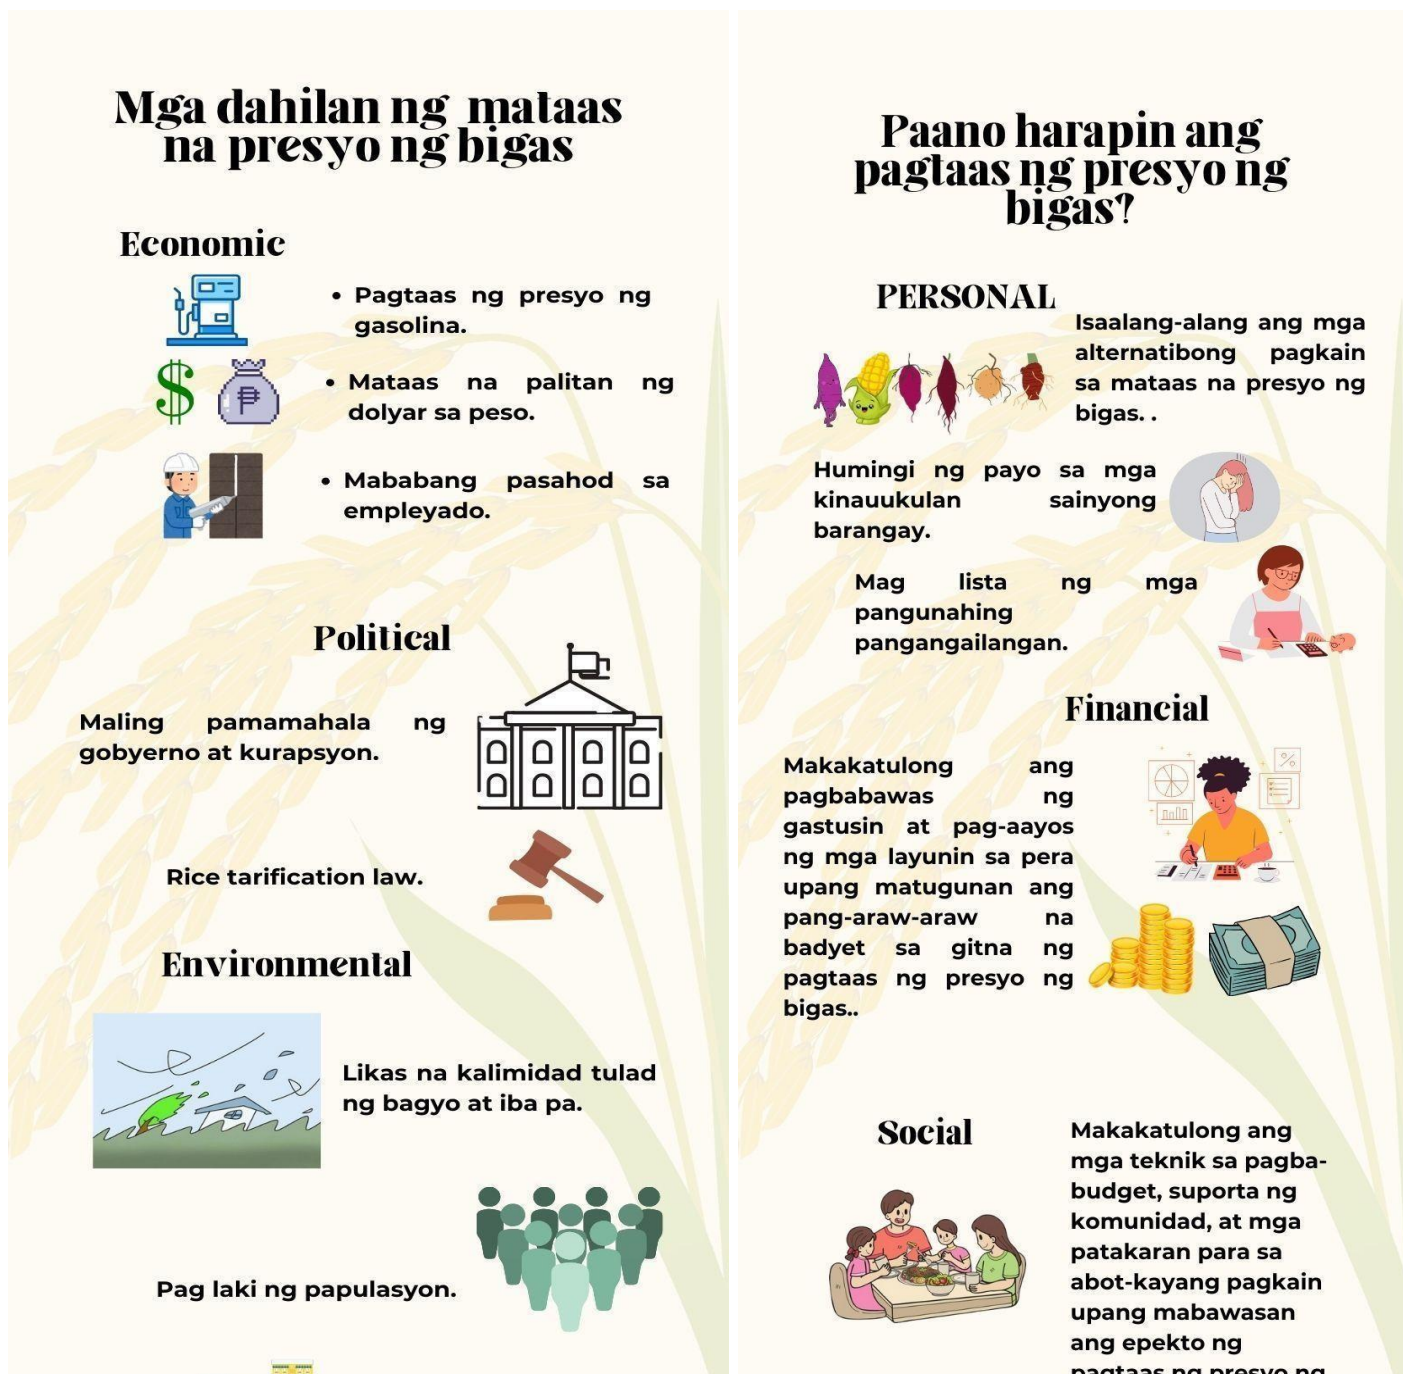 Mga dahilan ng mataas
na presyo ng bigas
Economic
• Pagtaas ng presyo ng
gasolina.
• Mataas na palitan ng
dolyar sa peso.
• Mababang pasahod sa
empleyado.
Political
Maling pamamahala ng
gobyerno at kurapsyon.
Rice tarification law.
Environmental
Likas na kalimidad tulad
ng bagyo at iba pa.
Pag laki ng papulasyon.
Paano harapin ang
pagtaas ng presyo ng
bigas?
PERSONAL
Isaalang-alang ang mga
alternatibong pagkain
sa mataas na presyo ng
bigas. .
Humingi ng payo sa mga
kinauukulan sainyong
barangay.
Mag lista ng mga
pangunahing
pangangailangan.
Financial
Makakatulong ang
pagbabawas ng
gastusin at pag-aayos
ng mga layunin sa pera
upang matugunan ang
pang-araw-araw na
badyet sa gitna ng
pagtaas ng presyo ng
bigas..
Social
Makakatulong ang
mga teknik sa pagba-
budget, suporta ng
komunidad, at mga
patakaran para sa
abot-kayang pagkain
upang mabawasan
ang epekto ng
pagtaas ng presyo ng